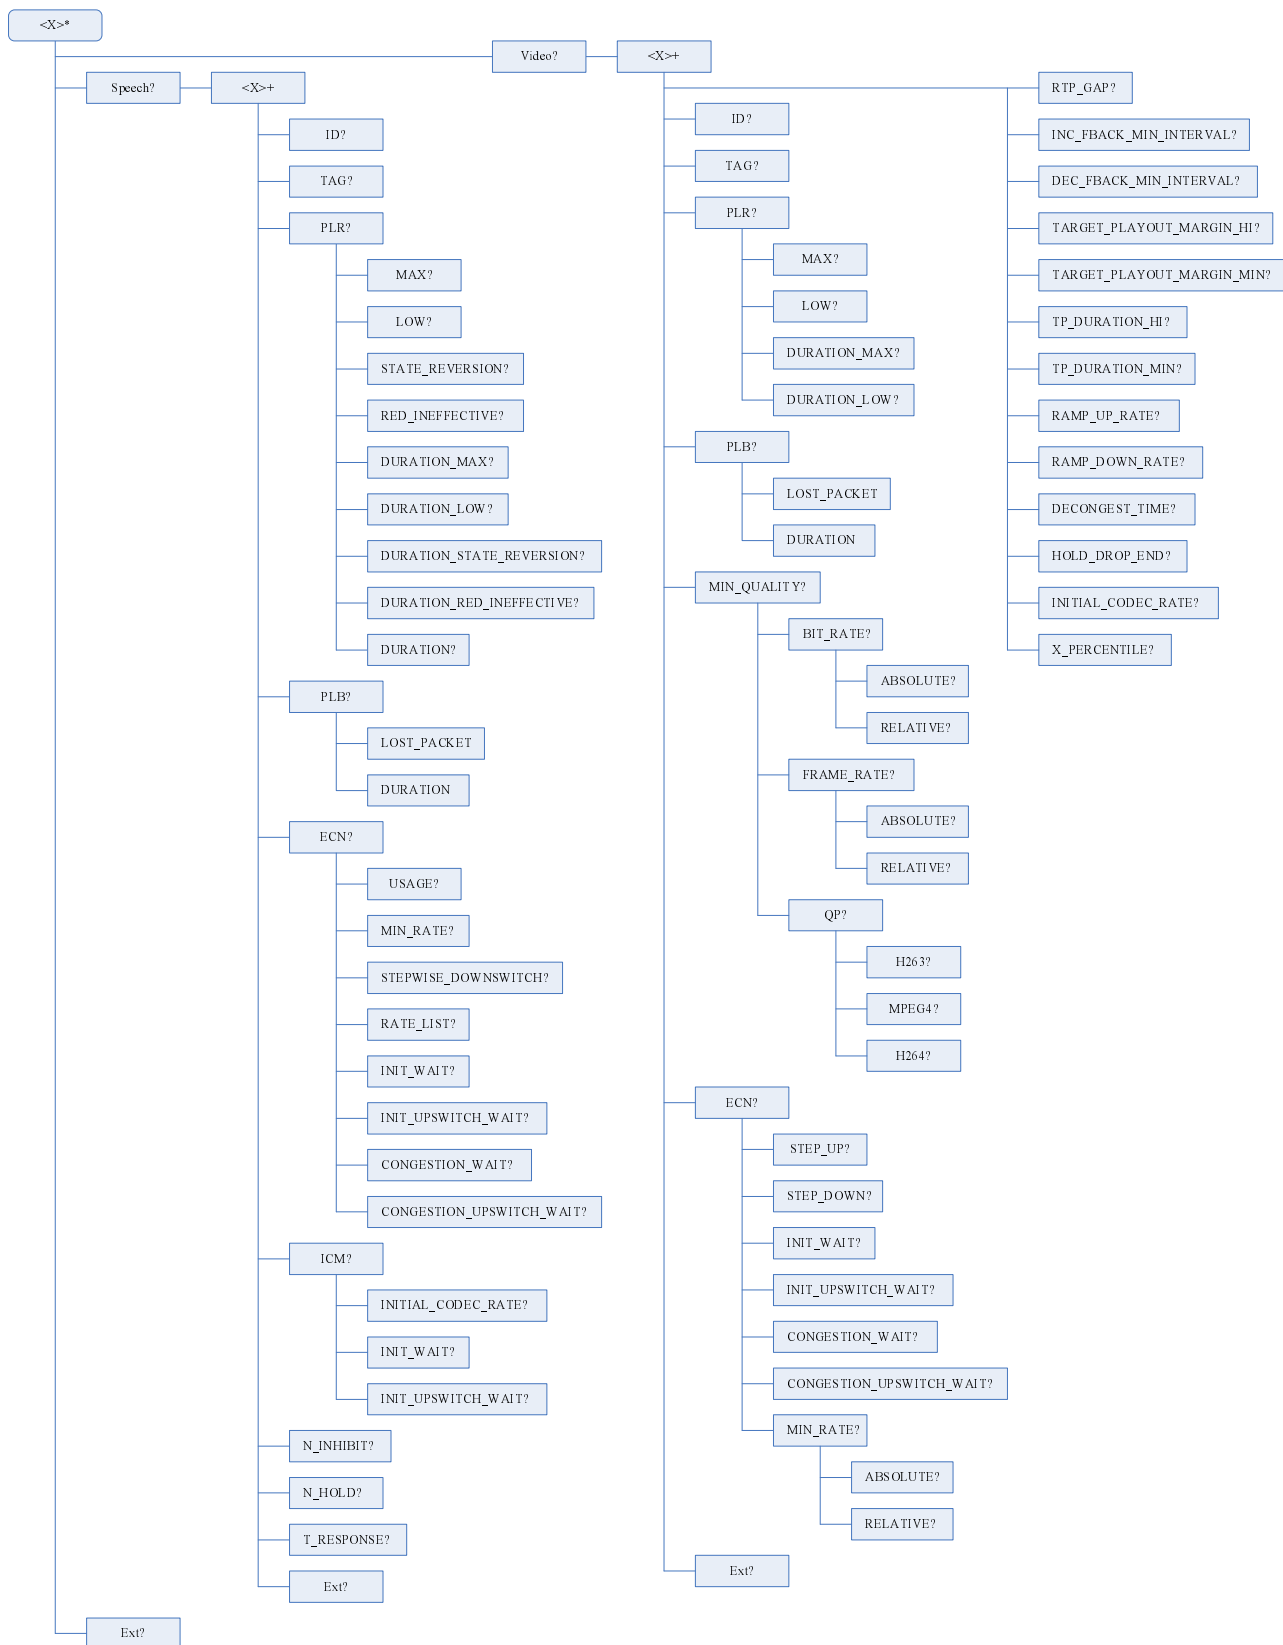 <X>*
Video?
<X>+
Speech?
<X>+
ID?
TAG?
PLR?
MAX?
LOW?
STATE_REVERSION?
RED_INEFFECTIVE?
DURATION_MAX?
DURATION_LOW?
DURATION_STATE_REVERSION?
DURATION_RED_INEFFECTIVE?
DURATION?
PLB?
LOST_PACKET
DURATION
ECN?
USAGE?
MIN_RATE?
STEPWISE_DOWNSWITCH?
RATE_LIST?
INIT_WAIT?
INIT_UPSWITCH_WAIT?
CONGESTION_WAIT?
CONGESTION_UPSWITCH_WAIT?
ICM?
INITIAL_CODEC_RATE?
INIT_WAIT?
INIT_UPSWITCH_WAIT?
N_INHIBIT?
N_HOLD?
T_RESPONSE?
Ext?
Ext?
ID?
TAG?
PLR?
MAX?
LOW?
DURATION_MAX?
DURATION_LOW?
PLB?
LOST_PACKET
DURATION
MIN_QUALITY?
BIT_RATE?
ABSOLUTE?
RELATIVE?
FRAME_RATE?
ABSOLUTE?
RELATIVE?
QP?
H263?
MPEG4?
H264?
ECN?
STEP_UP?
STEP_DOWN?
INIT_WAIT?
INIT_UPSWITCH_WAIT?
CONGESTION_WAIT?
CONGESTION_UPSWITCH_WAIT?
MIN_RATE?
ABSOLUTE?
RELATIVE?
Ext?
RTP_GAP?
INC_FBACK_MIN_INTERVAL?
DEC_FBACK_MIN_INTERVAL?
TARGET_PLAYOUT_MARGIN_HI?
TARGET_PLAYOUT_MARGIN_MIN?
TP_DURATION_HI?
TP_DURATION_MIN?
RAMP_UP_RATE?
RAMP_DOWN_RATE?
DECONGEST_TIME?
HOLD_DROP_END?
INITIAL_CODEC_RATE?
X_PERCENTILE?